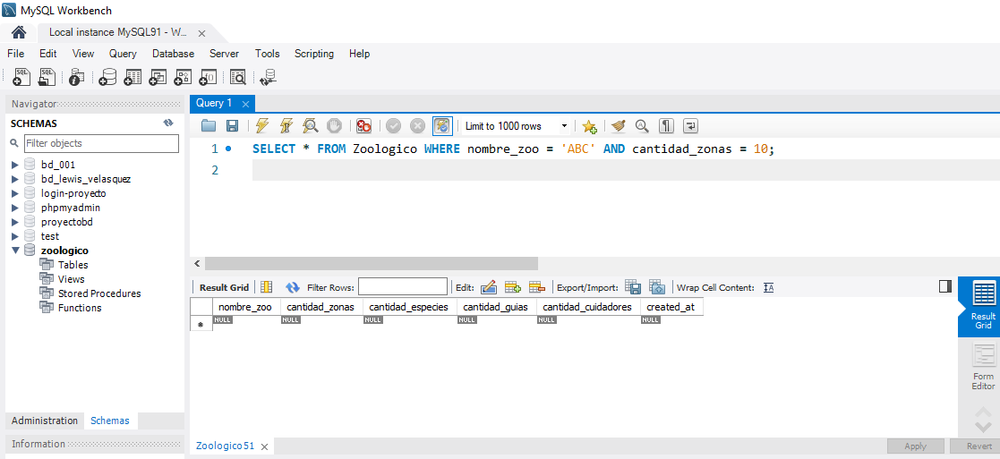 MySQL Workbench
Local instance MySQL91 - W...
File Edit View Query Database Server Tools Scripting Help
Navigator
SCHEMAS
Filter objects
bd_001
bd_lewis_velasquez
login-proyecto
phpmyadmin
proyectobd
test
zoologico
Tables
Views
Stored Procedures
Functions
Administration Schemas
Information
Query 1
Limit to 1000 rows
1 SELECT * FROM Zoologico WHERE nombre_zoo = 'ABC' AND cantidad_zonas = 10;
2
Result Grid Filter Rows: Edit: Export/Import: Wrap Cell Content:
nombre_zoo cantidad_zonas cantidad_especies cantidad_guias cantidad_cuidadores created_at
NULL NULL NULL NULL NULL NULL
Result
Grid
Form
Editor
Zoologico51
Apply Revert